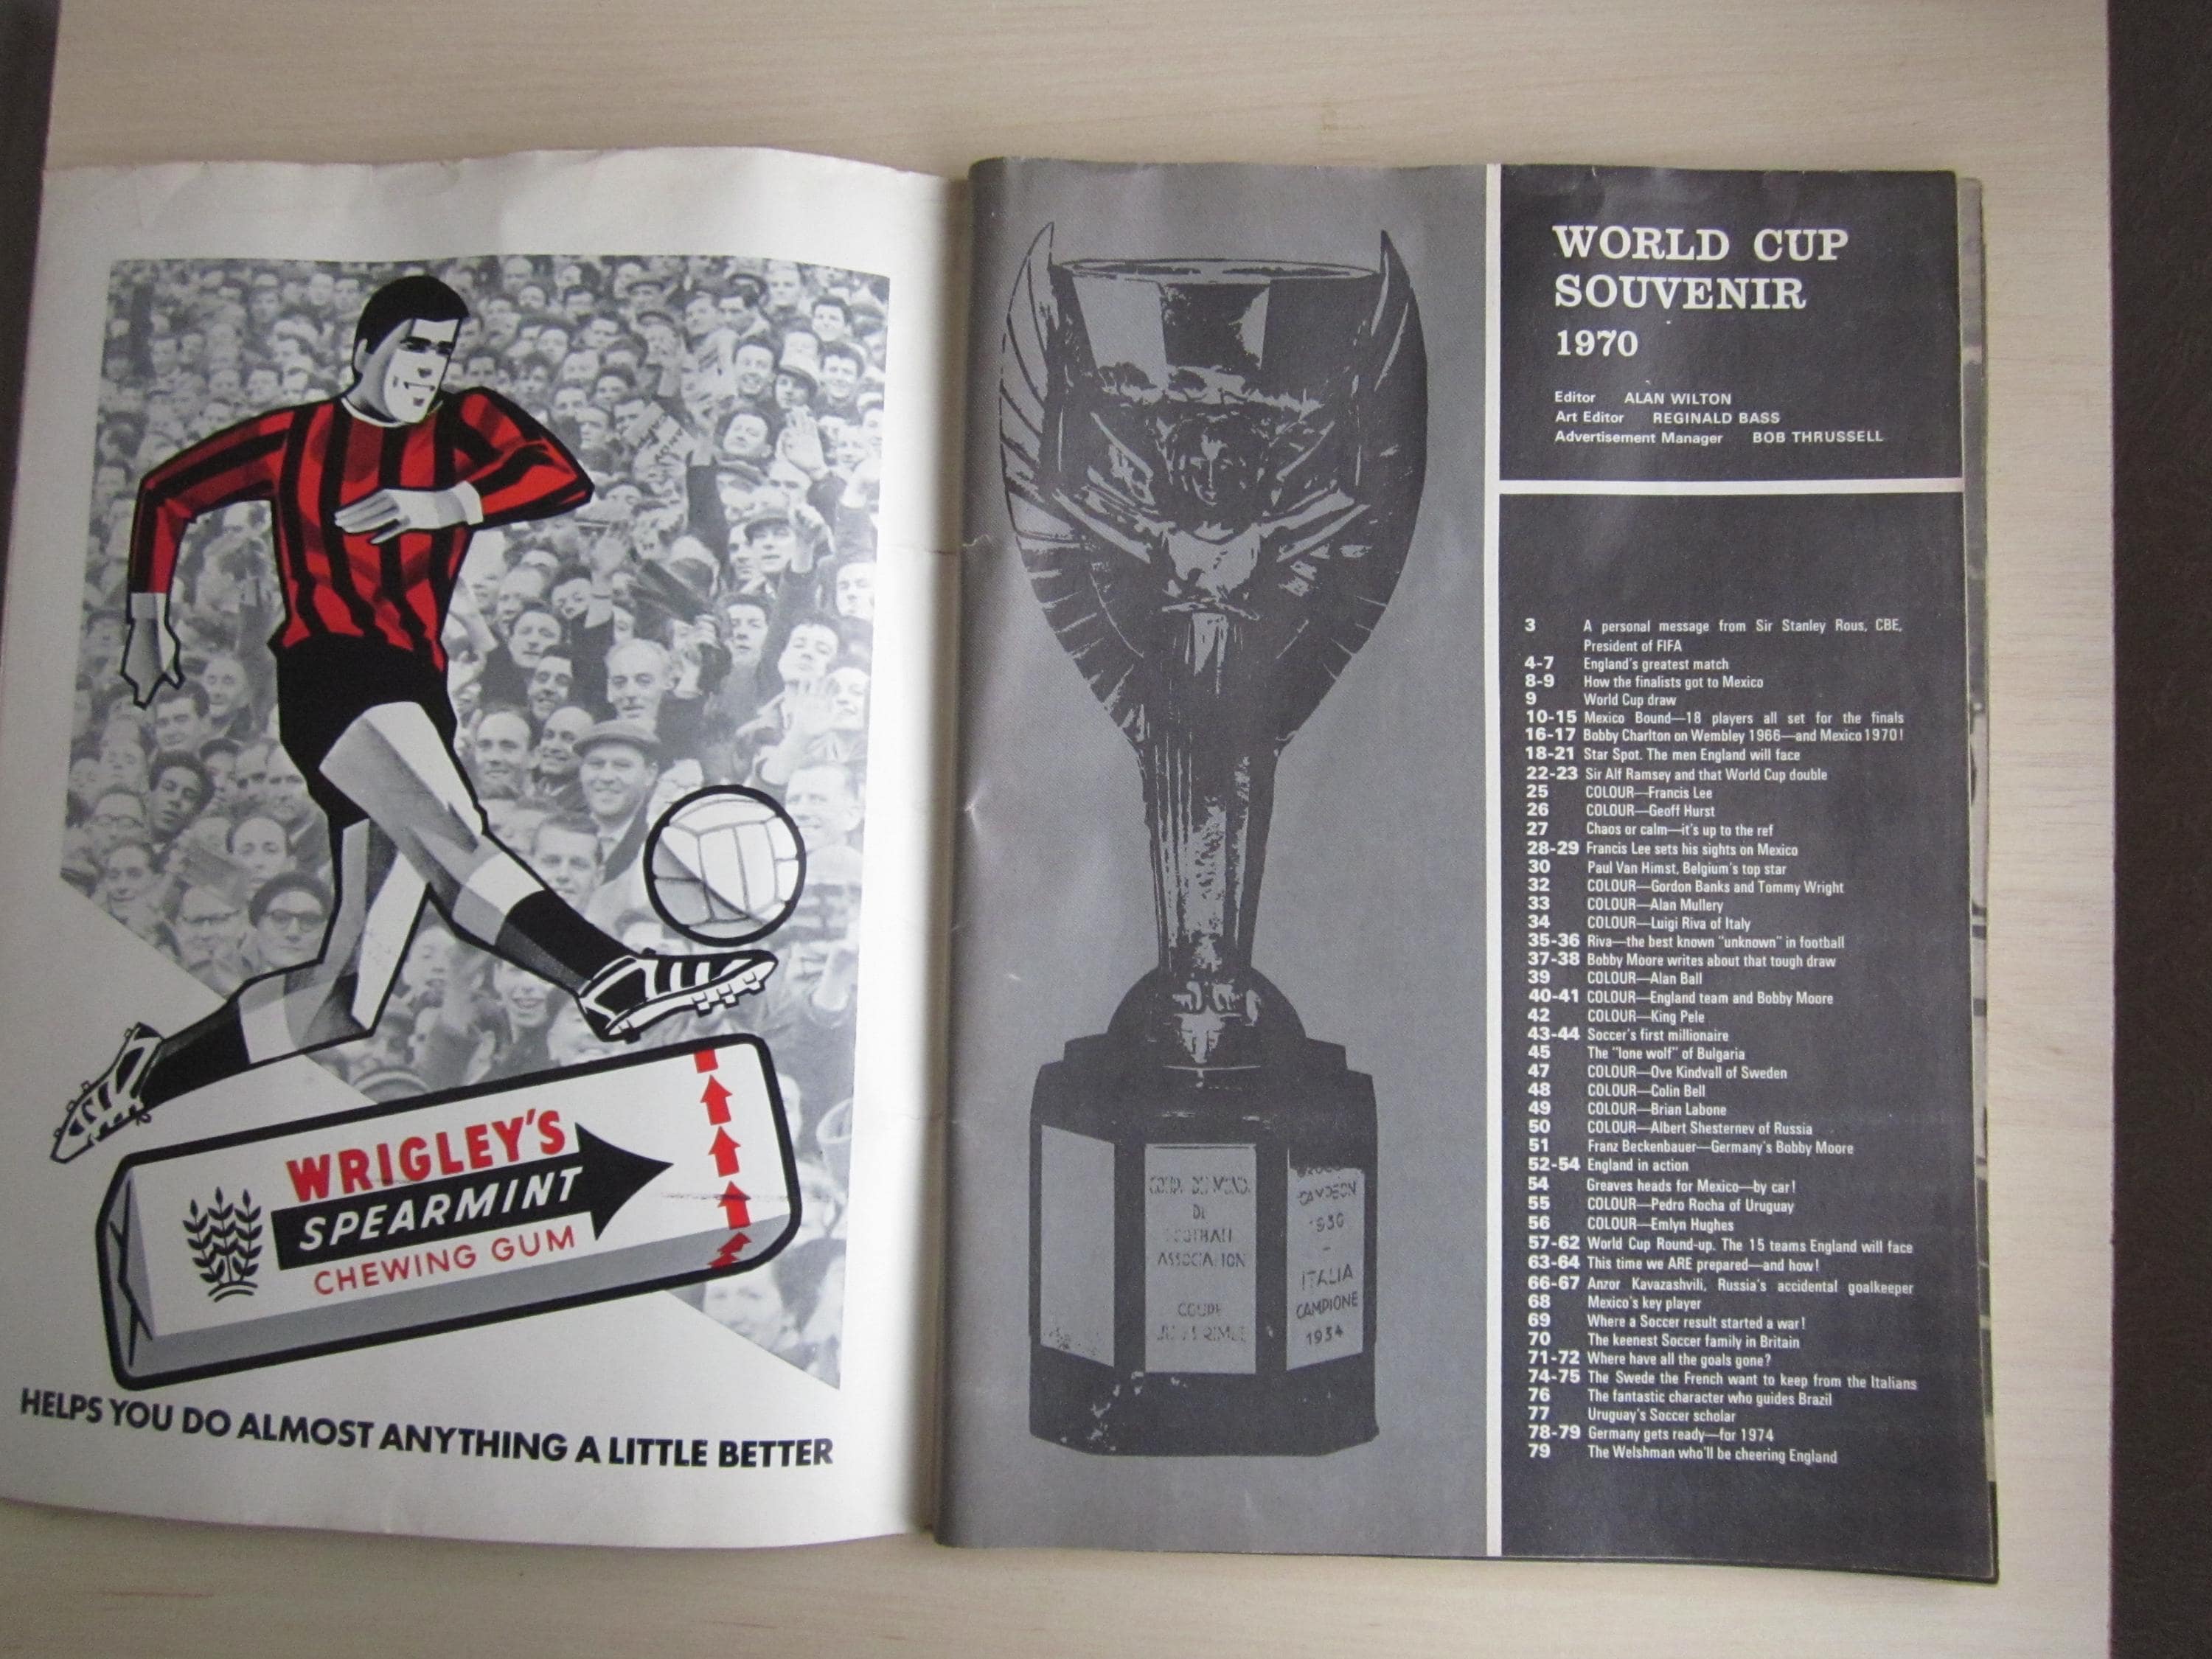 WRIGLEY'S
SPEARMINT
CHEWING GUM
HELPS YOU DO ALMOST ANYTHING A LITTLE BETTER
DI
ASSOCIATION
COUPE
CAMPEON
1930
-
ITALIA
CAMPIONE
1934
WORLD CUP
SOUVENIR
1970
Editor ALAN WILTON
Art Editor REGINALD BASS
Advertisement Manager BOB THRUSSELL
3 A personal message from Sir Stanley Rous, CBE,
President of FIFA
4-7 England's greatest match
8-9 How the finalists got to Mexico
9 World Cup draw
10-15 Mexico Bound—18 players all set for the finals
16-17 Bobby Charlton on Wembley 1966—and Mexico 1970!
18-21 Star Spot. The men England will face
22-23 Sir Alf Ramsey and that World Cup double
25 COLOUR—Francis Lee
26 COLOUR—Geoff Hurst
27 Chaos or calm—it's up to the ref
28-29 Francis Lee sets his sights on Mexico
30 Paul Van Himst, Belgium's top star
32 COLOUR—Gordon Banks and Tommy Wright
33 COLOUR—Alan Mullery
34 COLOUR—Luigi Riva of Italy
35-36 Riva—the best known "unknown" in football
37-38 Bobby Moore writes about that tough draw
39 COLOUR—Alan Ball
40-41 COLOUR—England team and Bobby Moore
42 COLOUR—King Pele
43-44 Soccer's first millionaire
45 The "lone wolf" of Bulgaria
47 COLOUR—Ove Kindvall of Sweden
48 COLOUR—Colin Bell
49 COLOUR—Brian Labone
50 COLOUR—Albert Shesternev of Russia
51 Franz Beckenbauer—Germany's Bobby Moore
52-54 England in action
54 Greaves heads for Mexico—by car!
55 COLOUR—Pedro Rocha of Uruguay
56 COLOUR—Emlyn Hughes
57-62 World Cup Round-up. The 15 teams England will face
63-64 This time we ARE prepared—and how!
66-67 Anzor Kavazashvili, Russia's accidental goalkeeper
68 Mexico's key player
69 Where a Soccer result started a war!
70 The keenest Soccer family in Britain
71-72 Where have all the goals gone?
74-75 The Swede the French want to keep from the Italians
76 The fantastic character who guides Brazil
77 Uruguay's Soccer scholar
78-79 Germany gets ready—for 1974
79 The Welshman who'll be cheering England